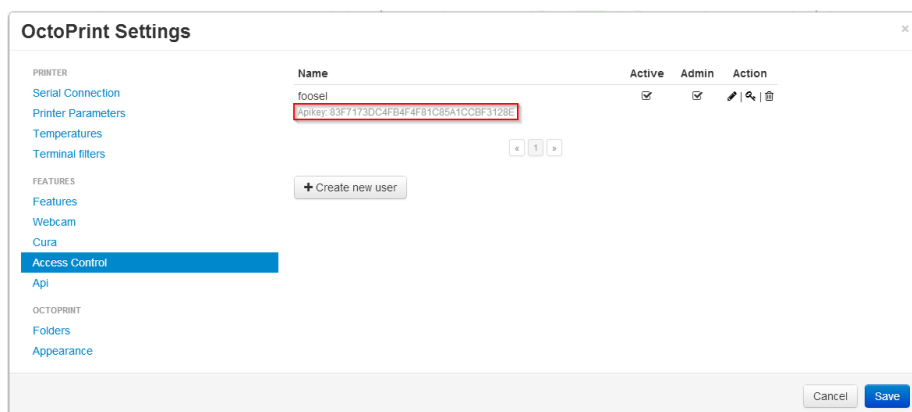 OctoPrint Settings
×
PRINTER
Serial Connection
Printer Parameters
Temperatures
Terminal filters
FEATURES
Features
Webcam
Cura
Access Control
Api
OCTOPRINT
Folders
Appearance
Name Active Admin Action
foosel | |
Apikey: 83F7173DC4FB4F4F81C85A1CCBF3128E
« 1 »
+ Create new user
Cancel Save